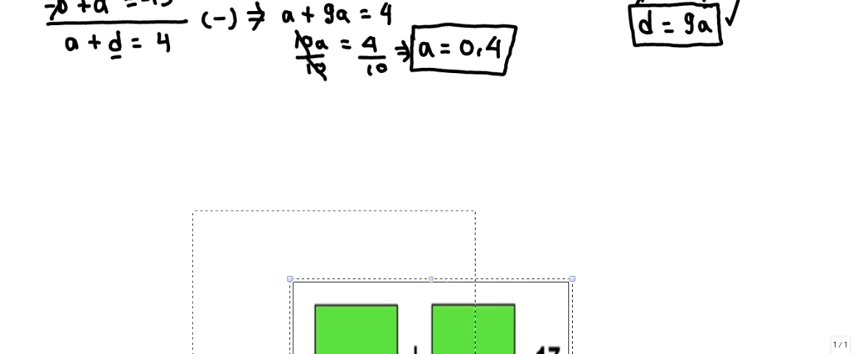 a + d = 4 (-) ⇒ a + 9a = 4
10a/10 = 4/10 ⇒ a = 0.4
d = 9a ✓
1/1